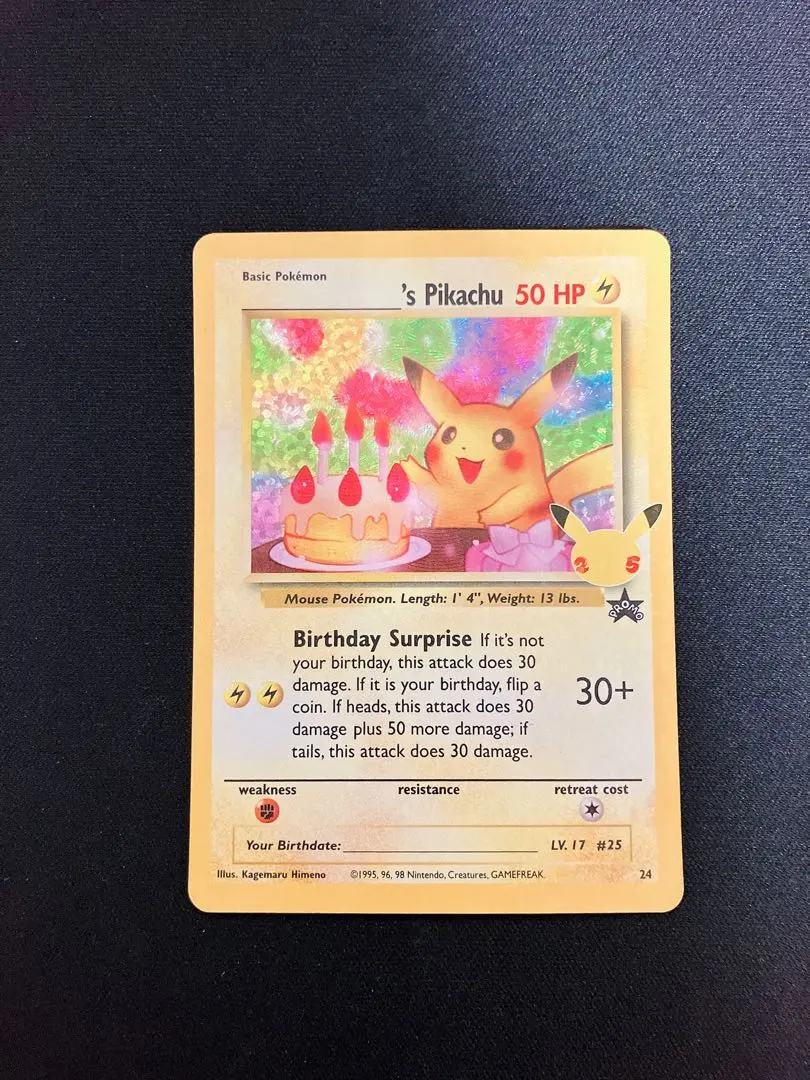 Basic Pokémon
____________'s Pikachu 50 HP
25
Mouse Pokémon. Length: 1' 4", Weight: 13 lbs.
PROMO
Birthday Surprise If it's not
your birthday, this attack does 30
damage. If it is your birthday, flip a
coin. If heads, this attack does 30
damage plus 50 more damage; if
tails, this attack does 30 damage.
30+
weakness resistance retreat cost
Your Birthdate:____________ LV. 17 #25
Illus. Kagemaru Himeno ©1995, 96, 98 Nintendo, Creatures, GAMEFREAK. 24